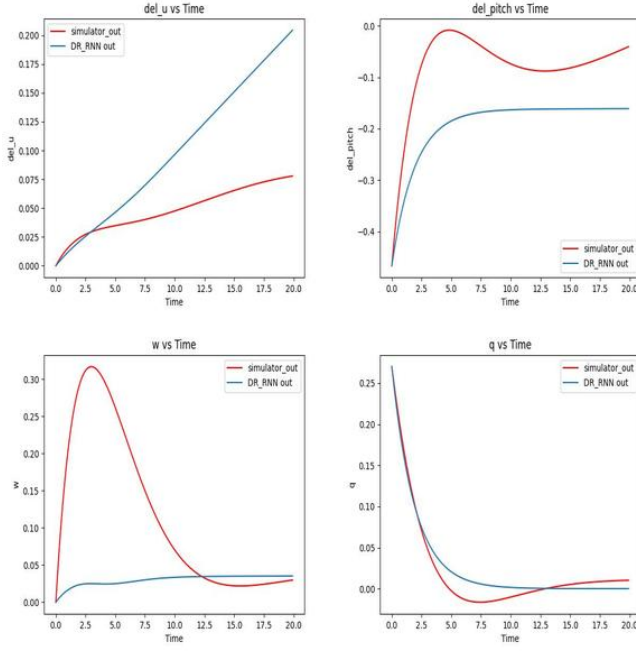 del_u vs Time
simulator_out
DR_RNN out
0.200
0.175
0.150
0.125
0.100
0.075
0.050
0.025
0.000
del_u
0.0 2.5 5.0 7.5 10.0 12.5 15.0 17.5 20.0
Time
del_pitch vs Time
0.0
−0.1
−0.2
−0.3
−0.4
del_pitch
simulator_out
DR_RNN out
0.0 2.5 5.0 7.5 10.0 12.5 15.0 17.5 20.0
Time
w vs Time
simulator_out
DR_RNN out
0.30
0.25
0.20
0.15
0.10
0.05
0.00
w
0.0 2.5 5.0 7.5 10.0 12.5 15.0 17.5 20.0
Time
q vs Time
simulator_out
DR_RNN out
0.25
0.20
0.15
0.10
0.05
0.00
q
0.0 2.5 5.0 7.5 10.0 12.5 15.0 17.5 20.0
Time